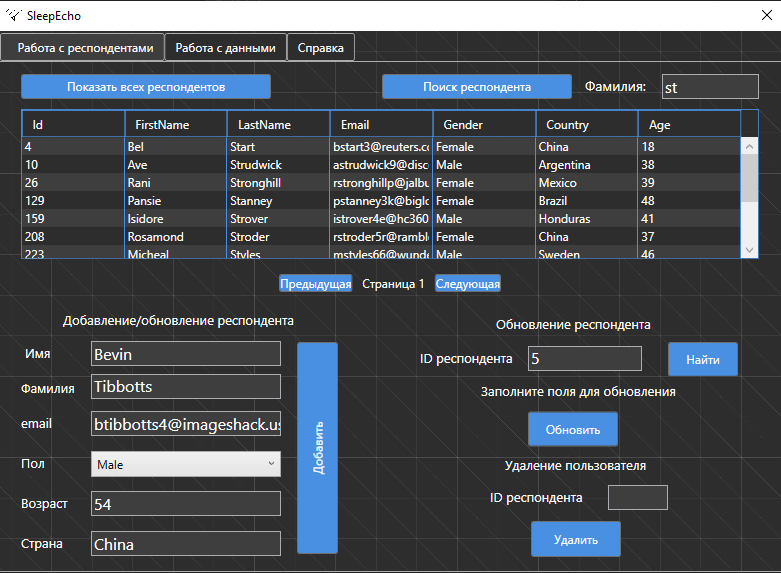 SleepEcho
Работа с респондентами Работа с данными Справка
Показать всех респондентов Поиск респондента Фамилия: st
Id FirstName LastName Email Gender Country Age
4 Bel Start bstart3@reuters.co Female China 18
10 Ave Strudwick astrudwick9@disc Male Argentina 38
26 Rani Stronghill rstronghillp@jalbu Female Mexico 39
129 Pansie Stanney pstanney3k@biglo Female Brazil 48
159 Isidore Strover istrover4e@hc360 Male Honduras 41
208 Rosamond Stroder rstroder5r@rambl Female China 37
223 Micheal Styles mstyles66@wund Male Sweden 46
Предыдущая Страница 1 Следующая
Добавление/обновление респондента
Имя Bevin
Фамилия Tibbotts
email btibbotts4@imageshack.us
Пол Male
Возраст 54
Страна China
Добавить
Обновление респондента
ID респондента 5 Найти
Заполните поля для обновления
Обновить
Удаление пользователя
ID респондента
Удалить